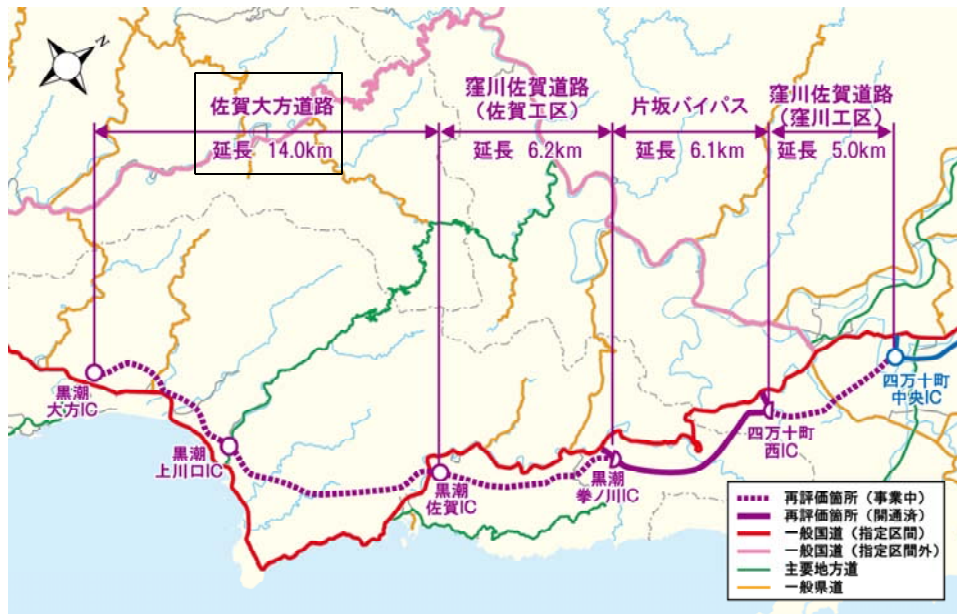 N
佐賀大方道路
延長 14.0km
窪川佐賀道路
(佐賀工区)
延長 6.2km
片坂バイパス
延長 6.1km
窪川佐賀道路
(窪川工区)
延長 5.0km
黒潮
大方IC
黒潮
上川口IC
黒潮
佐賀IC
黒潮
拳ノ川IC
四万十町
西IC
四万十町
中央IC
再評価箇所(事業中)
再評価箇所(開通済)
一般国道(指定区間)
一般国道(指定区間外)
主要地方道
一般県道